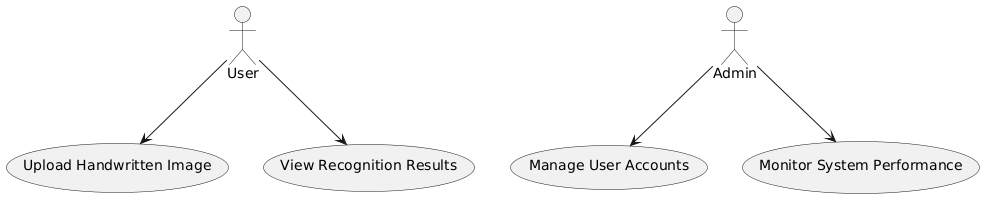 User
Admin
Upload Handwritten Image
View Recognition Results
Manage User Accounts
Monitor System Performance